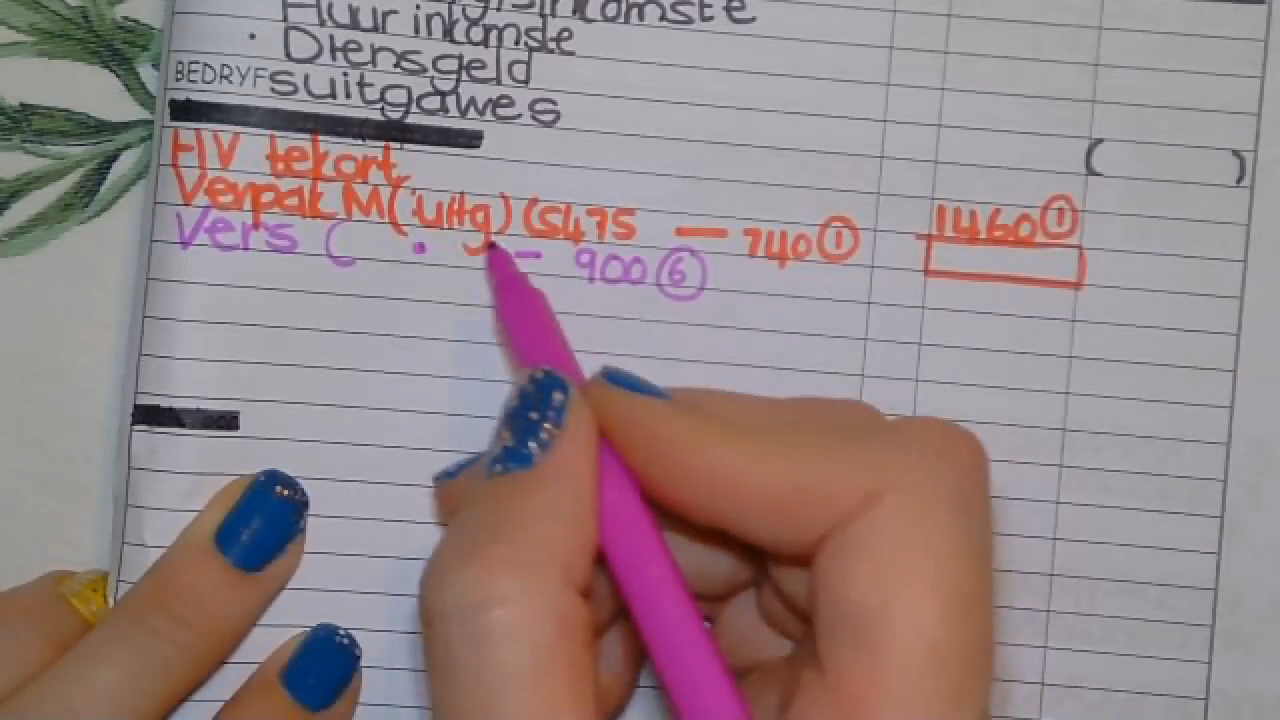 Huur inkomste
· Diensgeld
BEDRYFSuitgawes
HV tekort ( )
Verpak M(uitg) (5475 — 740 ① 1460 ①
Vers ( · - 900 ⑥